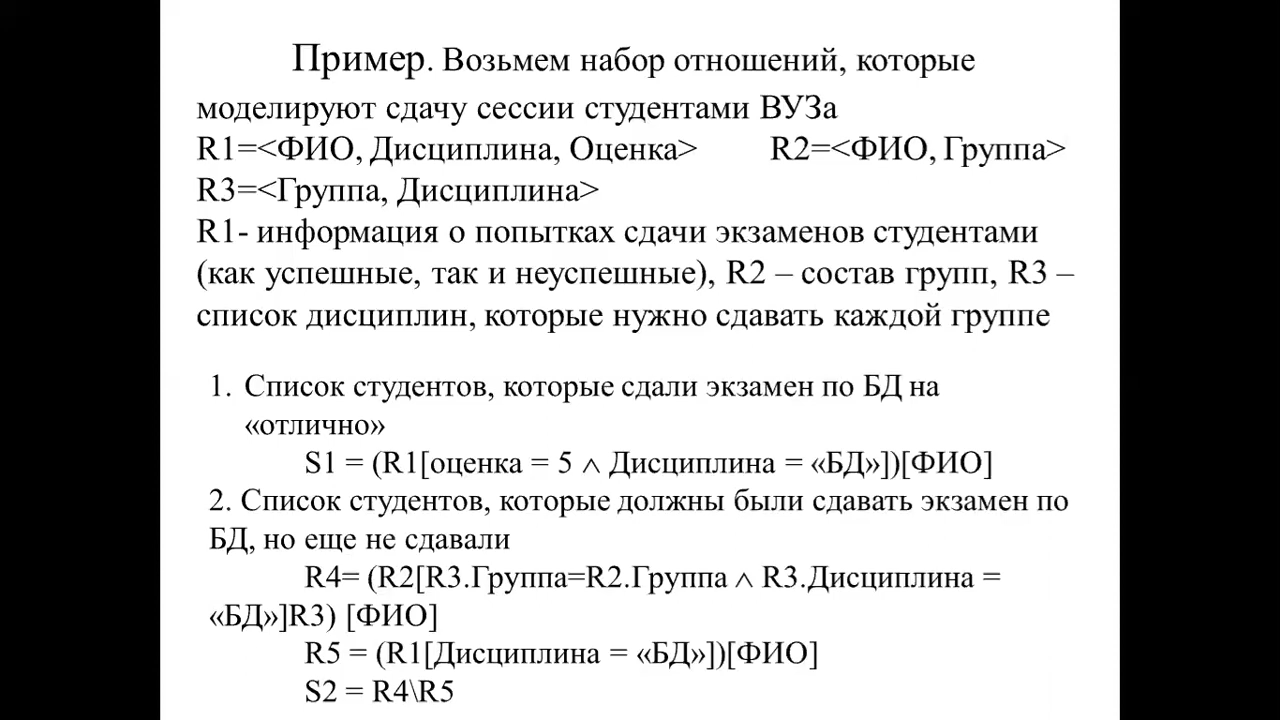 Пример. Возьмем набор отношений, которые
моделируют сдачу сессии студентами ВУЗа
R1=<ФИО, Дисциплина, Оценка> R2=<ФИО, Группа>
R3=<Группа, Дисциплина>
R1- информация о попытках сдачи экзаменов студентами
(как успешные, так и неуспешные), R2 – состав групп, R3 –
список дисциплин, которые нужно сдавать каждой группе
1. Список студентов, которые сдали экзамен по БД на
«отлично»
S1 = (R1[оценка = 5 ∧ Дисциплина = «БД»])[ФИО]
2. Список студентов, которые должны были сдавать экзамен по
БД, но еще не сдавали
R4= (R2[R3.Группа=R2.Группа ∧ R3.Дисциплина =
«БД»]R3) [ФИО]
R5 = (R1[Дисциплина = «БД»])[ФИО]
S2 = R4\R5